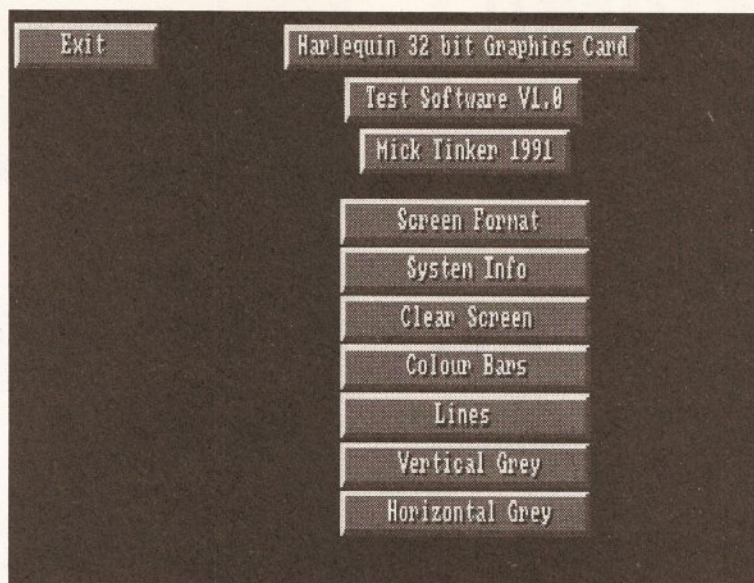 Exit
Harlequin 32 bit Graphics Card
Test Software V1.0
Mick Tinker 1991
Screen Format
System Info
Clear Screen
Colour Bars
Lines
Vertical Grey
Horizontal Grey